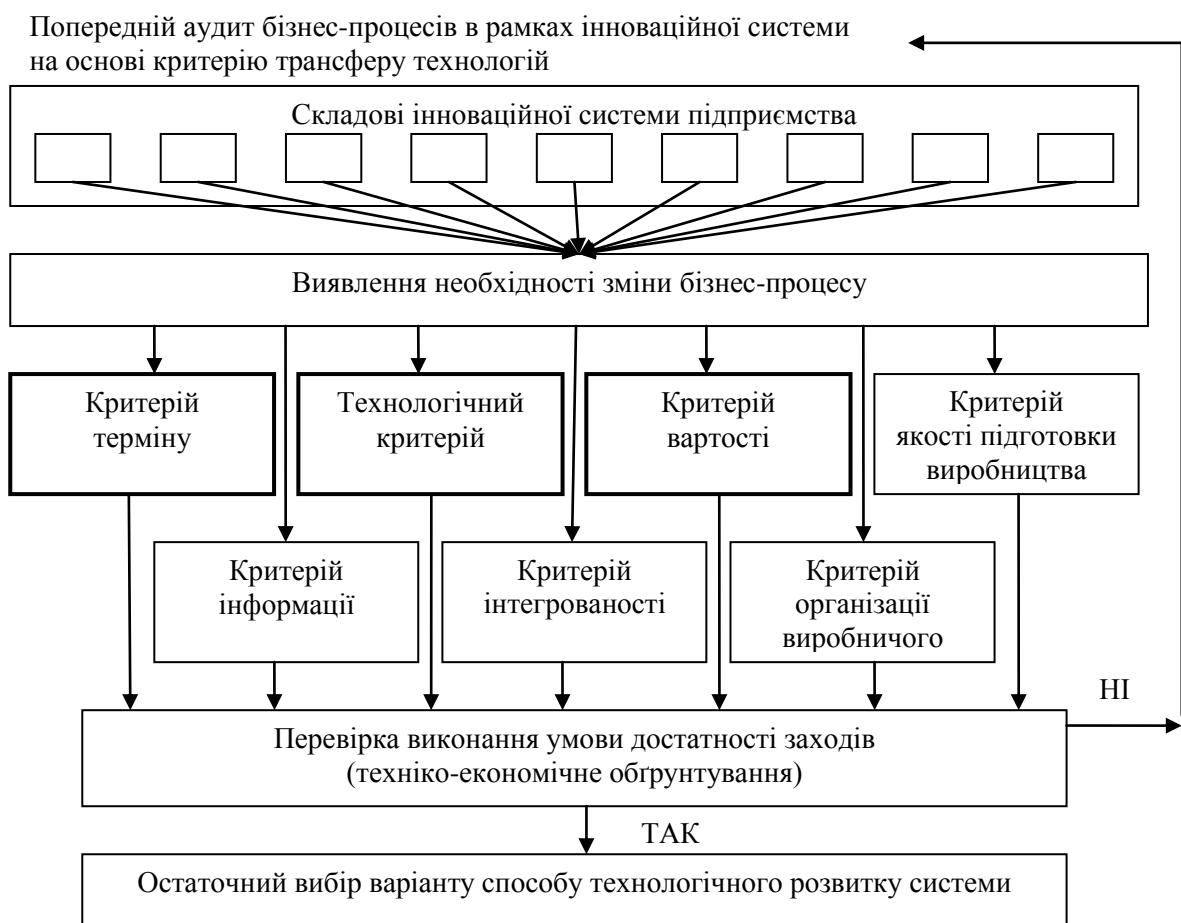 Попередній аудит бізнес-процесів в рамках інноваційної системи
на основі критерію трансферу технологій
Складові інноваційної системи підприємства
Виявлення необхідності зміни бізнес-процесу
Критерій
терміну
Технологічний
критерій
Критерій
вартості
Критерій
якості підготовки
виробництва
Критерій
інформації
Критерій
інтегрованості
Критерій
організації
виробничого
НІ
Перевірка виконання умови достатності заходів
(техніко-економічне обґрунтування)
ТАК
Остаточний вибір варіанту способу технологічного розвитку системи